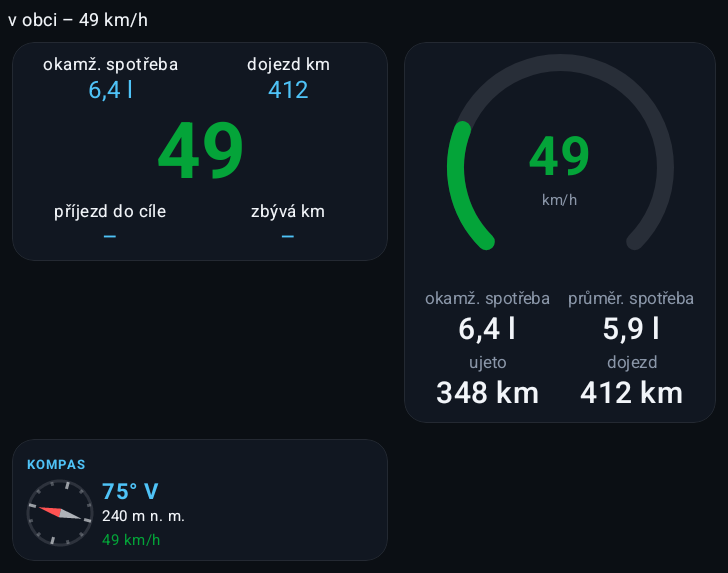 v obci – 49 km/h
okamž. spotřeba dojezd km
6,4 l 412
49
příjezd do cíle zbývá km
– –
49
km/h
okamž. spotřeba průměr. spotřeba
6,4 l 5,9 l
ujeto dojezd
348 km 412 km
KOMPAS
75° V
240 m n. m.
49 km/h